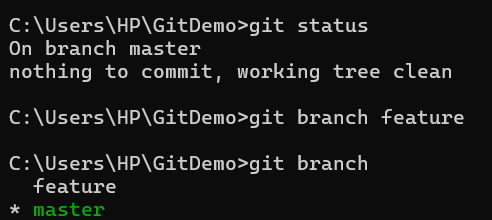 C:\Users\HP\GitDemo>git status
On branch master
nothing to commit, working tree clean
C:\Users\HP\GitDemo>git branch feature
C:\Users\HP\GitDemo>git branch
  feature
* master